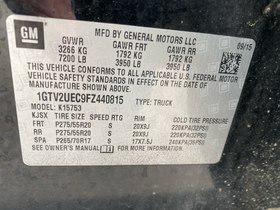 GM
MFD BY GENERAL MOTORS LLC
09/15
GVWR GAWR FRT GAWR RR
3266 KG 1792 KG 1792 KG
7200 LB 3950 LB 3950 LB
THIS VEHICLE CONFORMS TO ALL APPLICABLE U.S. FEDERAL MOTOR
VEHICLE SAFETY AND THEFT PREVENTION STANDARDS IN
EFFECT ON THE DATE OF MANUFACTURE SHOWN ABOVE.
1GTV2UEC9FZ440815 TYPE: TRUCK
MODEL: K15753
KJSX TIRE SIZE SPEED RTG RIM COLD TIRE PRESSURE
FRT P275/55R20 S 20X9J 220KPA(32PSI)
RR P275/55R20 S 20X9J 220KPA(32PSI)
SPA P265/70R17 S 17X7.5J 240KPA(35PSI)